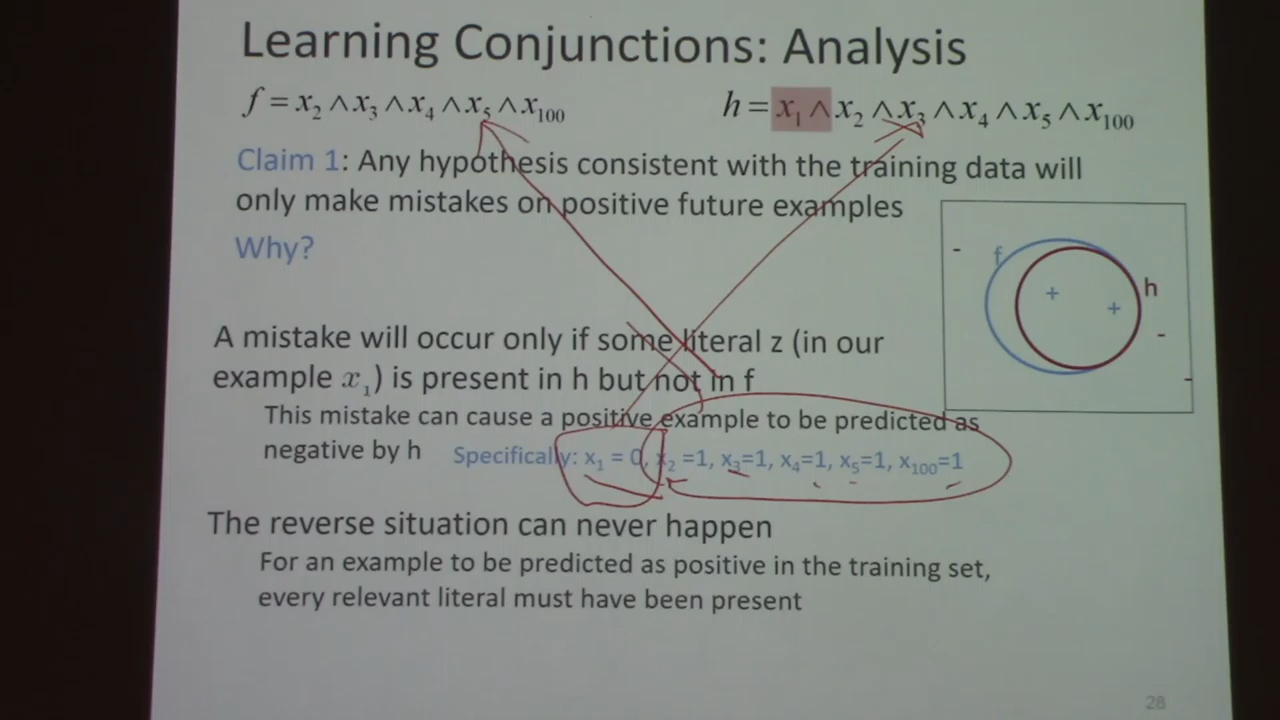 Learning Conjunctions: Analysis
f = x₂ ∧ x₃ ∧ x₄ ∧ x₅ ∧ x₁₀₀
h = x₁ ∧ x₂ ∧ x₃ ∧ x₄ ∧ x₅ ∧ x₁₀₀
Claim 1: Any hypothesis consistent with the training data will
only make mistakes on positive future examples
Why?
- f + + h - -
A mistake will occur only if some literal z (in our
example x₁) is present in h but not in f
This mistake can cause a positive example to be predicted as
negative by h Specifically: x₁ = 0, x₂ =1, x₃=1, x₄=1, x₅=1, x₁₀₀=1
The reverse situation can never happen
For an example to be predicted as positive in the training set,
every relevant literal must have been present
28